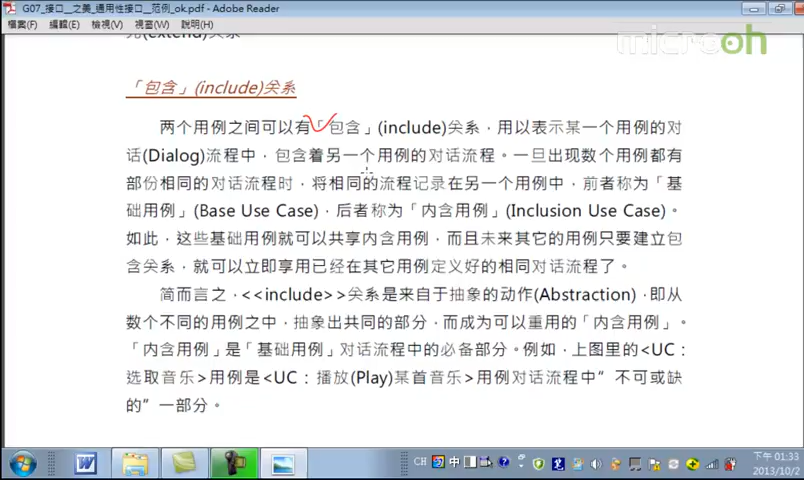 G07_接口__之美_通用性接口__范例_ok.pdf - Adobe Reader
檔案(F) 編輯(E) 檢視(V) 視窗(W) 說明(H)
microoh
充(extend)关系
「包含」(include)关系
两个用例之间可以有「包含」(include)关系，用以表示某一个用例的对
话(Dialog)流程中，包含着另一个用例的对话流程。一旦出现数个用例都有
部份相同的对话流程时，将相同的流程记录在另一个用例中，前者称为「基
础用例」(Base Use Case)，后者称为「内含用例」(Inclusion Use Case)。
如此，这些基础用例就可以共享内含用例，而且未来其它的用例只要建立包
含关系，就可以立即享用已经在其它用例定义好的相同对话流程了。
简而言之，<<include>>关系是来自于抽象的动作(Abstraction)，即从
数个不同的用例之中，抽象出共同的部分，而成为可以重用的「内含用例」。
「内含用例」是「基础用例」对话流程中的必备部分。例如，上图里的<UC：
选取音乐>用例是<UC：播放(Play)某首音乐>用例对话流程中“不可或缺
的”一部分。
CH 中
下午 01:33
2013/10/2